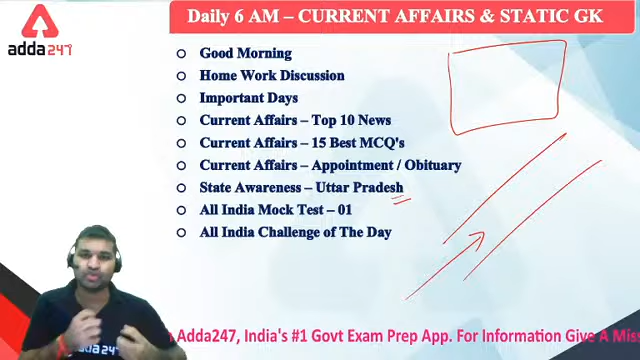 Daily 6 AM – CURRENT AFFAIRS & STATIC GK
adda247
Good Morning
Home Work Discussion
Important Days
Current Affairs – Top 10 News
Current Affairs – 15 Best MCQ's
Current Affairs – Appointment / Obituary
State Awareness – Uttar Pradesh
All India Mock Test – 01
All India Challenge of The Day
adda 247
Adda247, India's #1 Govt Exam Prep App. For Information Give A